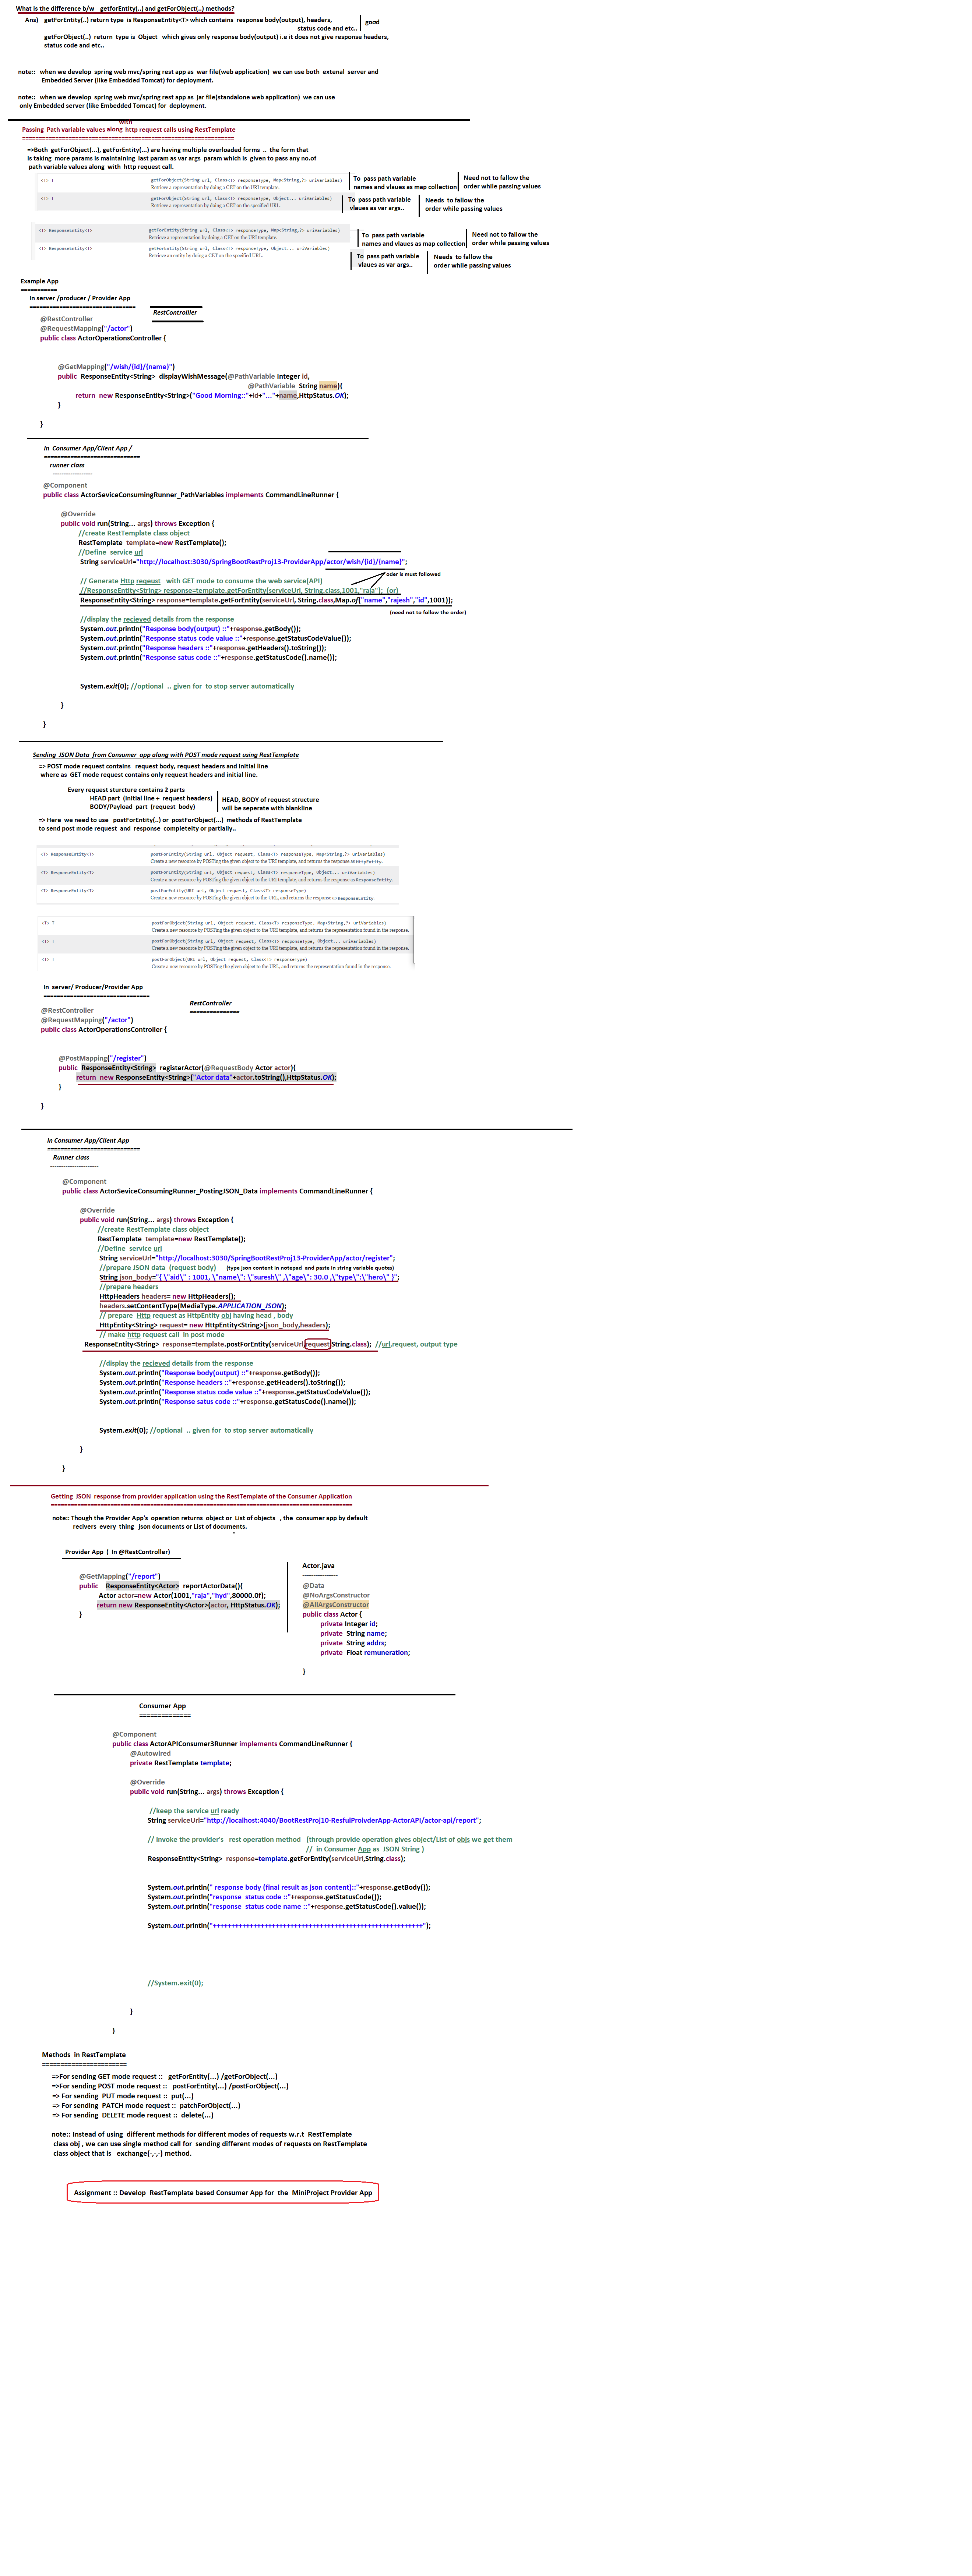 What is the difference b/w getforEntity(..) and getForObject(..) methods?
Ans) getForEntity(..) return type is ResponseEntity<T> which contains response body(output), headers,
status code and etc..
good
getForObject(..) return type is Object which gives only response body(output) i.e it does not give response headers,
status code and etc..
note:: when we develop spring web mvc/spring rest app as war file(web application) we can use both extenal server and
Embedded Server (like Embedded Tomcat) for deployment.
note:: when we develop spring web mvc/spring rest app as jar file(standalone web application) we can use
only Embedded server (like Embedded Tomcat) for deployment.
with
Passing Path variable values along http request calls using RestTemplate
================================================================
=>Both getForObject(...), getForEntity(...) are having multiple overloaded forms .. the form that
is taking more params is maintaining last param as var args param which is given to pass any no.of
path variable values along with http request call.
<T> T getForObject(String url, Class<T> responseType, Map<String,?> uriVariables)
Retrieve a representation by doing a GET on the URI template.
To pass path variable
names and vlaues as map collection
Need not to fallow the
order while passing values
<T> T getForObject(String url, Class<T> responseType, Object... uriVariables)
Retrieve a representation by doing a GET on the specified URL.
To pass path variable
vlaues as var args..
Needs to fallow the
order while passing values
<T> ResponseEntity<T> getForEntity(String url, Class<T> responseType, Map<String,?> uriVariables)
Retrieve a representation by doing a GET on the URI template.
To pass path variable
names and vlaues as map collection
Need not to fallow the
order while passing values
<T> ResponseEntity<T> getForEntity(String url, Class<T> responseType, Object... uriVariables)
Retrieve an entity by doing a GET on the specified URL.
To pass path variable
vlaues as var args..
Needs to fallow the
order while passing values
Example App
===========
In server /producer / Provider App
================================
RestControlller
@RestController
@RequestMapping("/actor")
public class ActorOperationsController {
@GetMapping("/wish/{id}/{name}")
public ResponseEntity<String> displayWishMessage(@PathVariable Integer id,
@PathVariable String name){
return new ResponseEntity<String>("Good Morning::"+id+"..."+name,HttpStatus.OK);
}
}
In Consumer App/Client App /
============================
runner class
------------------
@Component
public class ActorSeviceConsumingRunner_PathVariables implements CommandLineRunner {
@Override
public void run(String... args) throws Exception {
//create RestTemplate class object
RestTemplate template=new RestTemplate();
//Define service url
String serviceUrl="http://localhost:3030/SpringBootRestProj13-ProviderApp/actor/wish/{id}/{name}";
oder is must followed
// Generate Http reqeust with GET mode to consume the web service(API)
//ResponseEntity<String> response=template.getForEntity(serviceUrl, String.class,1001,"raja"); (or)
ResponseEntity<String> response=template.getForEntity(serviceUrl, String.class,Map.of("name","rajesh","id",1001));
(need not to follow the order)
//display the recieved details from the response
System.out.println("Response body(output) ::"+response.getBody());
System.out.println("Response status code value ::"+response.getStatusCodeValue());
System.out.println("Response headers ::"+response.getHeaders().toString());
System.out.println("Response satus code ::"+response.getStatusCode().name());
System.exit(0); //optional .. given for to stop server automatically
}
}
Sending JSON Data from Consumer app along with POST mode request using RestTemplate
=> POST mode request contains request body, request headers and initial line
where as GET mode request contains only request headers and initial line.
Every request sturcture contains 2 parts
HEAD part (initial line + request headers)
BODY/Payload part (request body)
HEAD, BODY of request structure
will be seperate with blankline
=> Here we need to use postForEntity(..) or postForObject(...) methods of RestTemplate
to send post mode request and response completelty or partially..
<T> ResponseEntity<T> postForEntity(String url, Object request, Class<T> responseType, Map<String,?> uriVariables)
Create a new resource by POSTing the given object to the URI template, and returns the response as HttpEntity.
<T> ResponseEntity<T> postForEntity(String url, Object request, Class<T> responseType, Object... uriVariables)
Create a new resource by POSTing the given object to the URI template, and returns the response as ResponseEntity.
<T> ResponseEntity<T> postForEntity(URI url, Object request, Class<T> responseType)
Create a new resource by POSTing the given object to the URL, and returns the response as ResponseEntity.
<T> T postForObject(String url, Object request, Class<T> responseType, Map<String,?> uriVariables)
Create a new resource by POSTing the given object to the URI template, and returns the representation found in the response.
<T> T postForObject(String url, Object request, Class<T> responseType, Object... uriVariables)
Create a new resource by POSTing the given object to the URI template, and returns the representation found in the response.
<T> T postForObject(URI url, Object request, Class<T> responseType)
Create a new resource by POSTing the given object to the URL, and returns the representation found in the response.
In server/ Producer/Provider App
================================
RestController
===============
@RestController
@RequestMapping("/actor")
public class ActorOperationsController {
@PostMapping("/register")
public ResponseEntity<String> registerActor(@RequestBody Actor actor){
return new ResponseEntity<String>("Actor data"+actor.toString(),HttpStatus.OK);
}
}
In Consumer App/Client App
============================
Runner class
----------------------
@Component
public class ActorSeviceConsumingRunner_PostingJSON_Data implements CommandLineRunner {
@Override
public void run(String... args) throws Exception {
//create RestTemplate class object
RestTemplate template=new RestTemplate();
//Define service url
String serviceUrl="http://localhost:3030/SpringBootRestProj13-ProviderApp/actor/register";
//prepare JSON data (request body) (type json content in notepad and paste in string variable quotes)
String json_body="{ \"aid\" : 1001, \"name\": \"suresh\" ,\"age\": 30.0 ,\"type\":\"hero\" }";
//prepare headers
HttpHeaders headers= new HttpHeaders();
headers.setContentType(MediaType.APPLICATION_JSON);
// prepare Http request as HttpEntity obj having head , body
HttpEntity<String> request= new HttpEntity<String>(json_body,headers);
// make http request call in post mode
ResponseEntity<String> response=template.postForEntity(serviceUrl,request,String.class); //url,request, output type
//display the recieved details from the response
System.out.println("Response body(output) ::"+response.getBody());
System.out.println("Response headers ::"+response.getHeaders().toString());
System.out.println("Response status code value ::"+response.getStatusCodeValue());
System.out.println("Response satus code ::"+response.getStatusCode().name());
System.exit(0); //optional .. given for to stop server automatically
}
}
Getting JSON response from provider application using the RestTemplate of the Consumer Application
===========================================================================================
note:: Though the Provider App's operation returns object or List of objects , the consumer app by default
recivers every thing json documents or List of documents.
Provider App ( In @RestController)
@GetMapping("/report")
public ResponseEntity<Actor> reportActorData(){
Actor actor=new Actor(1001,"raja","hyd",80000.0f);
return new ResponseEntity<Actor>(actor, HttpStatus.OK);
}
Actor.java
----------------
@Data
@NoArgsConstructor
@AllArgsConstructor
public class Actor {
private Integer id;
private String name;
private String addrs;
private Float remuneration;
}
Consumer App
==============
@Component
public class ActorAPIConsumer3Runner implements CommandLineRunner {
@Autowired
private RestTemplate template;
@Override
public void run(String... args) throws Exception {
//keep the service url ready
String serviceUrl="http://localhost:4040/BootRestProj10-ResfulProivderApp-ActorAPI/actor-api/report";
// invoke the provider's rest operation method (through provide operation gives object/List of objs we get them
// in Consumer App as JSON String )
ResponseEntity<String> response=template.getForEntity(serviceUrl,String.class);
System.out.println(" response body (final result as json content)::"+response.getBody());
System.out.println("response status code ::"+response.getStatusCode());
System.out.println("response status code name ::"+response.getStatusCode().value());
System.out.println("+++++++++++++++++++++++++++++++++++++++++++++++++++++++++");
//System.exit(0);
}
}
Methods in RestTemplate
=======================
=>For sending GET mode request :: getForEntity(...) /getForObject(...)
=>For sending POST mode request :: postForEntity(...) /postForObject(...)
=> For sending PUT mode request :: put(...)
=> For sending PATCH mode request :: patchForObject(...)
=> For sending DELETE mode request :: delete(...)
note:: Instead of using different methods for different modes of requests w.r.t RestTemplate
class obj , we can use single method call for sending different modes of requests on RestTemplate
class object that is exchange(-,-,-) method.
Assignment :: Develop RestTemplate based Consumer App for the MiniProject Provider App